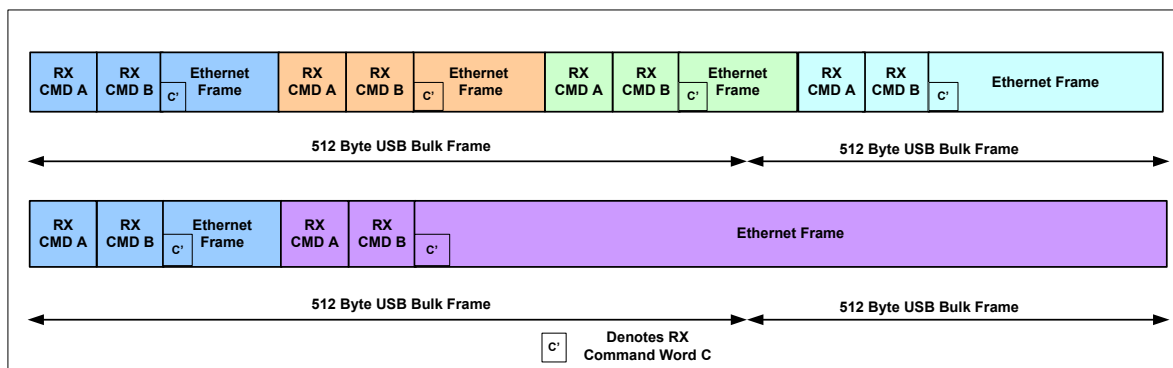 RX CMD A
RX CMD B
C'
Ethernet Frame
RX CMD A
RX CMD B
C'
Ethernet Frame
RX CMD A
RX CMD B
C'
Ethernet Frame
RX CMD A
RX CMD B
C'
Ethernet Frame
512 Byte USB Bulk Frame
512 Byte USB Bulk Frame
RX CMD A
RX CMD B
C'
Ethernet Frame
RX CMD A
RX CMD B
C'
Ethernet Frame
512 Byte USB Bulk Frame
512 Byte USB Bulk Frame
C'
Denotes RX
Command Word C